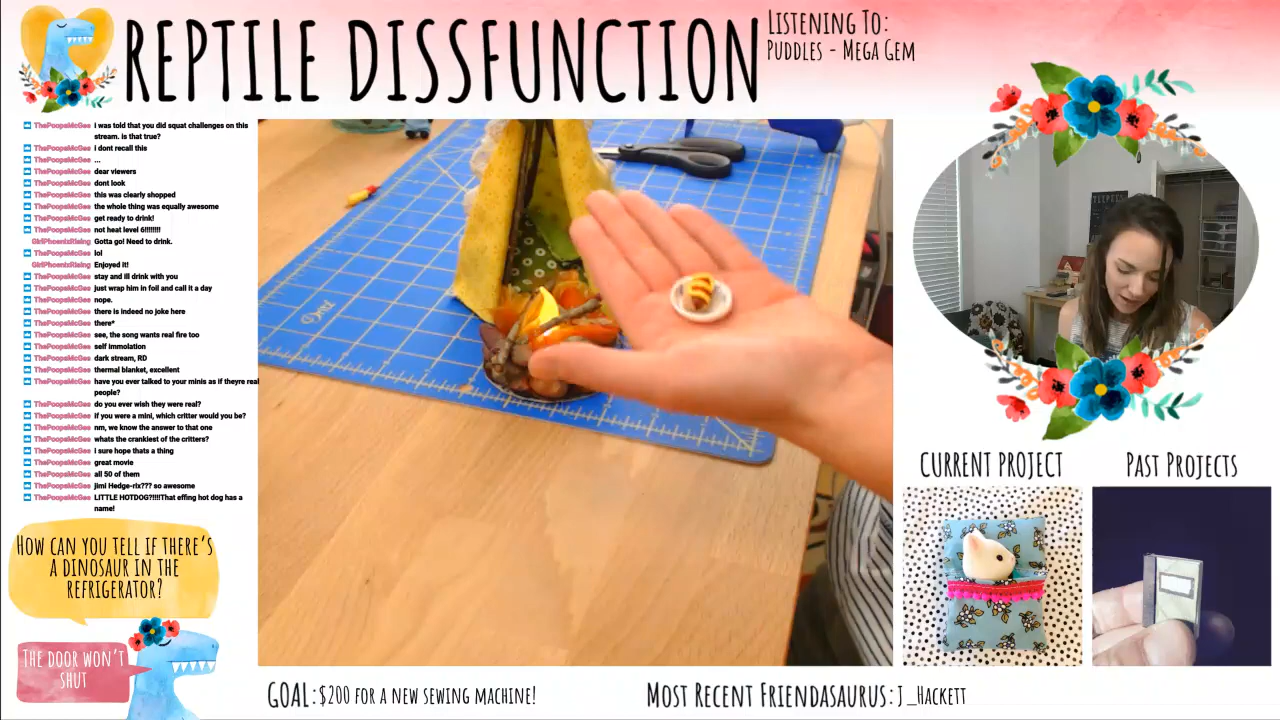 REPTILE DISSFUNCTION
LISTENING TO:
PUDDLES - MEGA GEM
ThePoopsMcGee i was told that you did squat challenges on this
stream. is that true?
ThePoopsMcGee i dont recall this
ThePoopsMcGee ...
ThePoopsMcGee dear viewers
ThePoopsMcGee dont look
ThePoopsMcGee this was clearly shopped
ThePoopsMcGee the whole thing was equally awesome
ThePoopsMcGee get ready to drink!
ThePoopsMcGee not heat level 6!!!!!!!!
GirlPhoenixRising Gotta go! Need to drink.
ThePoopsMcGee lol
GirlPhoenixRising Enjoyed it!
ThePoopsMcGee stay and ill drink with you
ThePoopsMcGee just wrap him in foil and call it a day
ThePoopsMcGee nope.
ThePoopsMcGee there is indeed no joke here
ThePoopsMcGee there*
ThePoopsMcGee see, the song wants real fire too
ThePoopsMcGee self immolation
ThePoopsMcGee dark stream, RD
ThePoopsMcGee thermal blanket, excellent
ThePoopsMcGee have you ever talked to your minis as if theyre real
people?
ThePoopsMcGee do you ever wish they were real?
ThePoopsMcGee if you were a mini, which critter would you be?
ThePoopsMcGee nm, we know the answer to that one
ThePoopsMcGee whats the crankiest of the critters?
ThePoopsMcGee i sure hope thats a thing
ThePoopsMcGee great movie
ThePoopsMcGee all 50 of them
ThePoopsMcGee jimi Hedge-rix??? so awesome
ThePoopsMcGee LITTLE HOTDOG?!!!!That effing hot dog has a
name!
HOW CAN YOU TELL IF THERE'S
A DINOSAUR IN THE
REFRIGERATOR?
THE DOOR WON'T
SHUT
CURRENT PROJECT
PAST PROJECTS
GOAL: $200 FOR A NEW SEWING MACHINE!
MOST RECENT FRIENDASAURUS: J_HACKETT